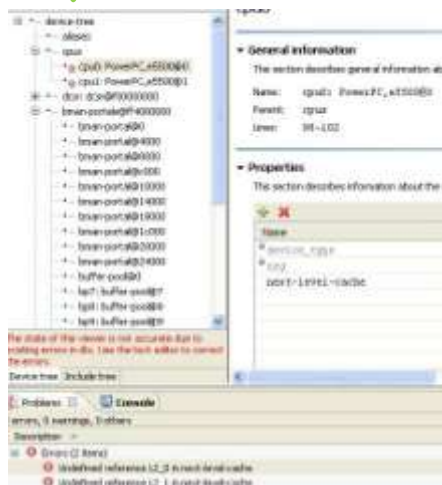 device-tree
aliases
cpus
cpu0: PowerPC,e5500@0
cpu1: PowerPC,e5500@1
dcsr: dcsr@f00000000
bman-portals@ff4000000
bman-portal@0
bman-portal@4000
bman-portal@8000
bman-portal@c000
bman-portal@10000
bman-portal@14000
bman-portal@18000
bman-portal@1c000
bman-portal@20000
bman-portal@24000
buffer-pool@0
bp7: buffer-pool@7
bp8: buffer-pool@8
bp9: buffer-pool@9
The state of the viewer is not accurate due to
existing errors in dts. Use the text editor to correct
the errors.
Device tree Include tree
General information
This section describes general information ab
Name: cpu0: PowerPC,e5500@0
Parent: cpus
Lines: 98-102
Properties
This section describes information about the
Name
device_type
reg
next-level-cache
Problems Console
errors, 0 warnings, 0 others
Description
Errors (2 items)
Undefined reference L2_0 in next-level-cache
Undefined reference L2_1 in next-level-cache